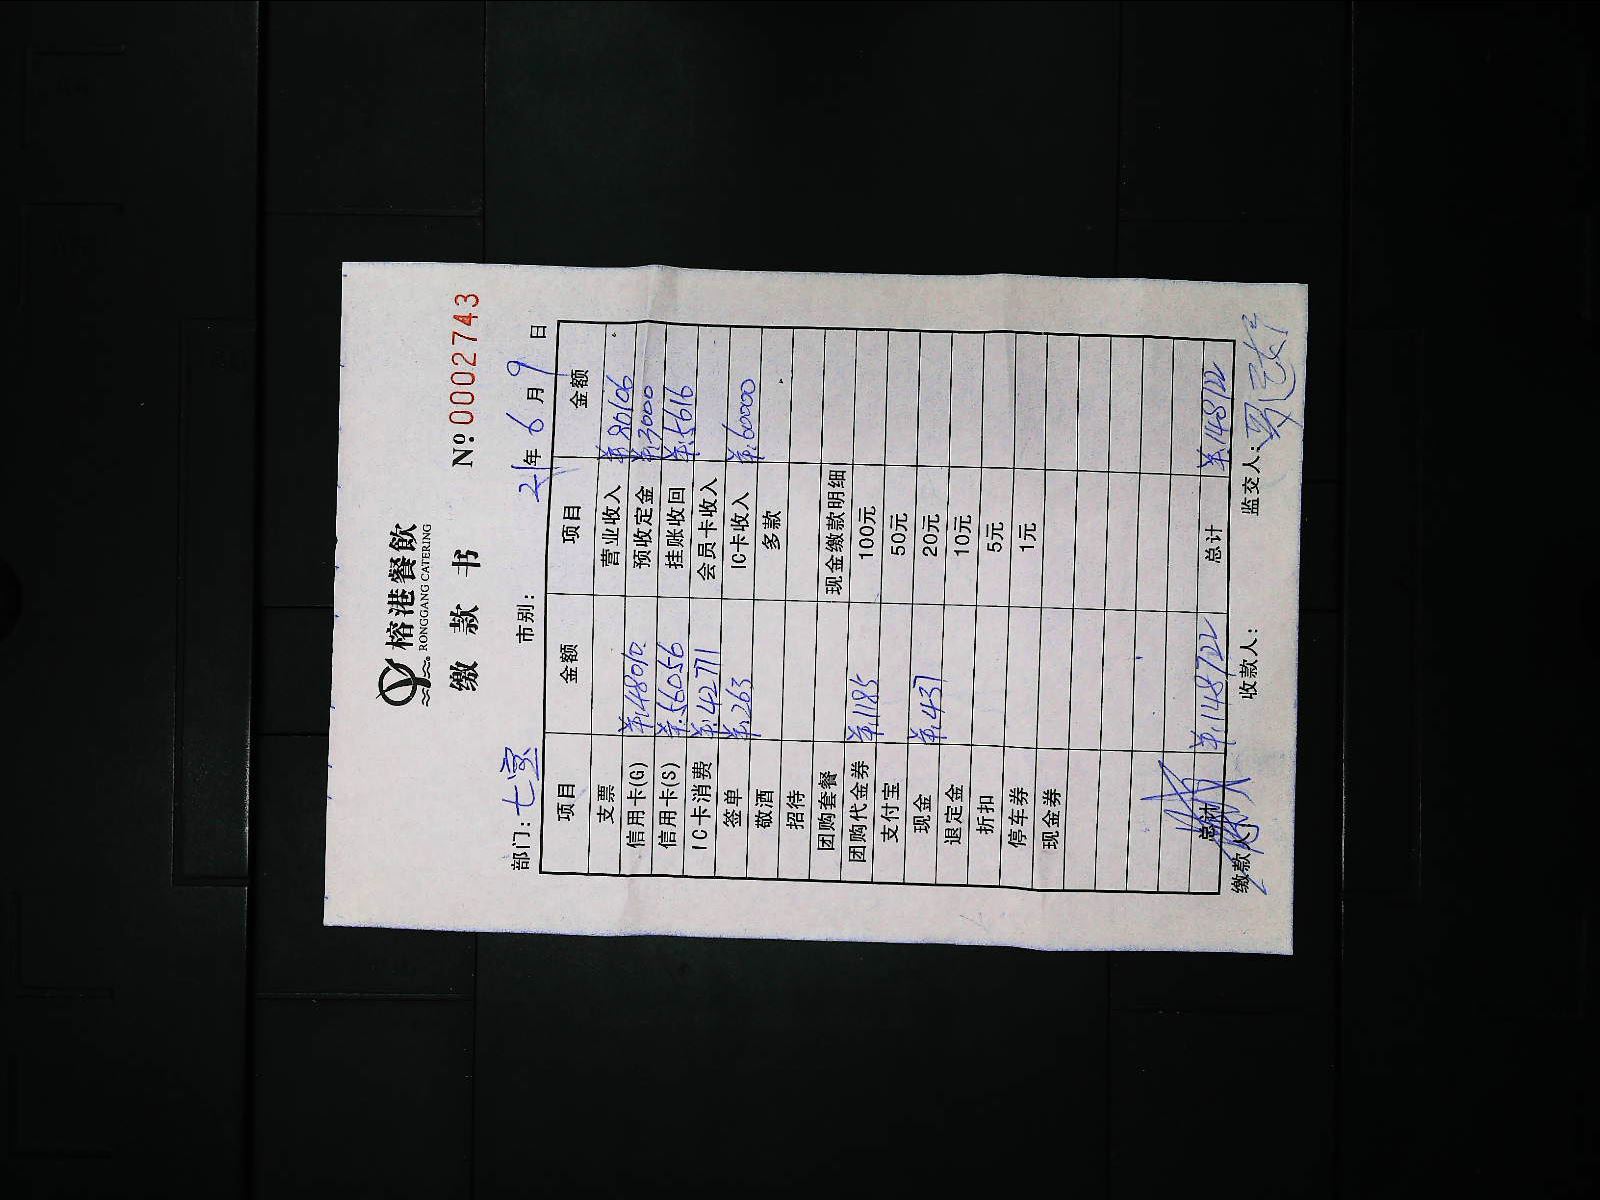 榕港餐飲
RONGGANG CATERING
缴 款 书
№:0002743
部门: 七宝 市别: 21年 6月 9日
项目 金额 项目 金额
支票 营业收入 ¥80106
信用卡(G) ¥:48070 预收定金 ¥:3000
信用卡(S) ¥:56056 挂账收回 ¥:5616
IC卡消费 ¥:42711 会员卡收入
签单 ¥:263 IC卡收入 ¥:60000
敬酒 多款
招待
团购套餐 现金缴款明细
团购代金券 ¥:1185 100元
支付宝 50元
现金 ¥:437 20元
退定金 10元
折扣 5元
停车券 1元
现金券
总计 ¥:148722 总计 ¥:148722
缴款人: 收款人: 监交人: